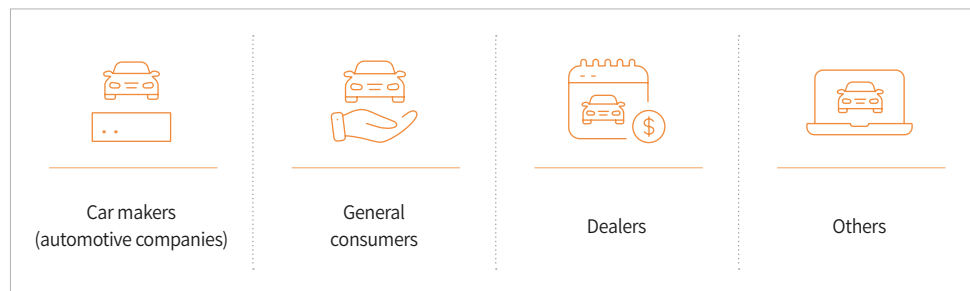 $
Car makers
(automotive companies)
General
consumers
Dealers
Others